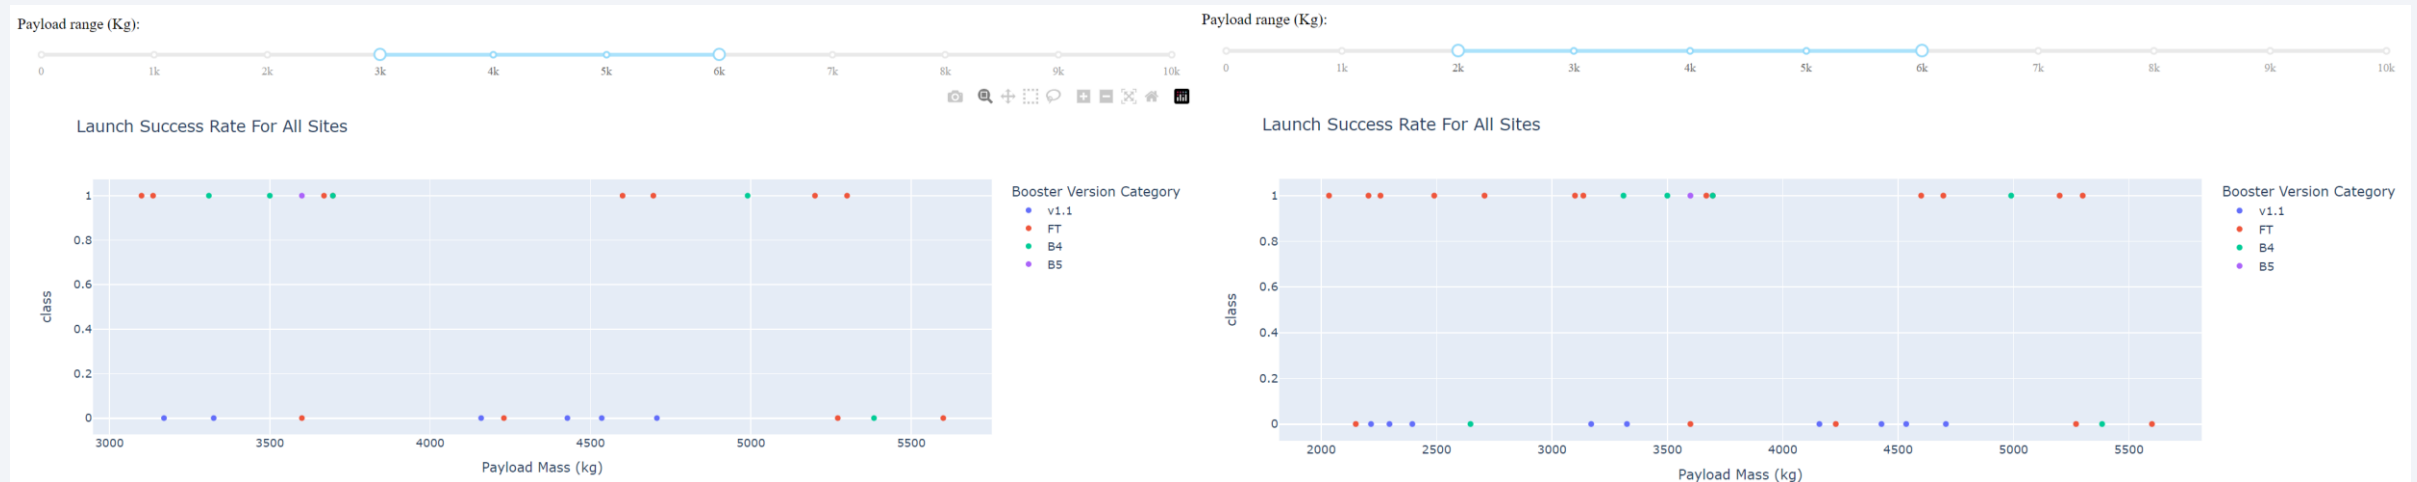 Payload range (Kg):
0 1k 2k 3k 4k 5k 6k 7k 8k 9k 10k
Launch Success Rate For All Sites
Booster Version Category
v1.1
FT
B4
B5
class
1
0.8
0.6
0.4
0.2
0
3000 3500 4000 4500 5000 5500
Payload Mass (kg)
Payload range (Kg):
0 1k 2k 3k 4k 5k 6k 7k 8k 9k 10k
Launch Success Rate For All Sites
Booster Version Category
v1.1
FT
B4
B5
class
1
0.8
0.6
0.4
0.2
0
2000 2500 3000 3500 4000 4500 5000 5500
Payload Mass (kg)